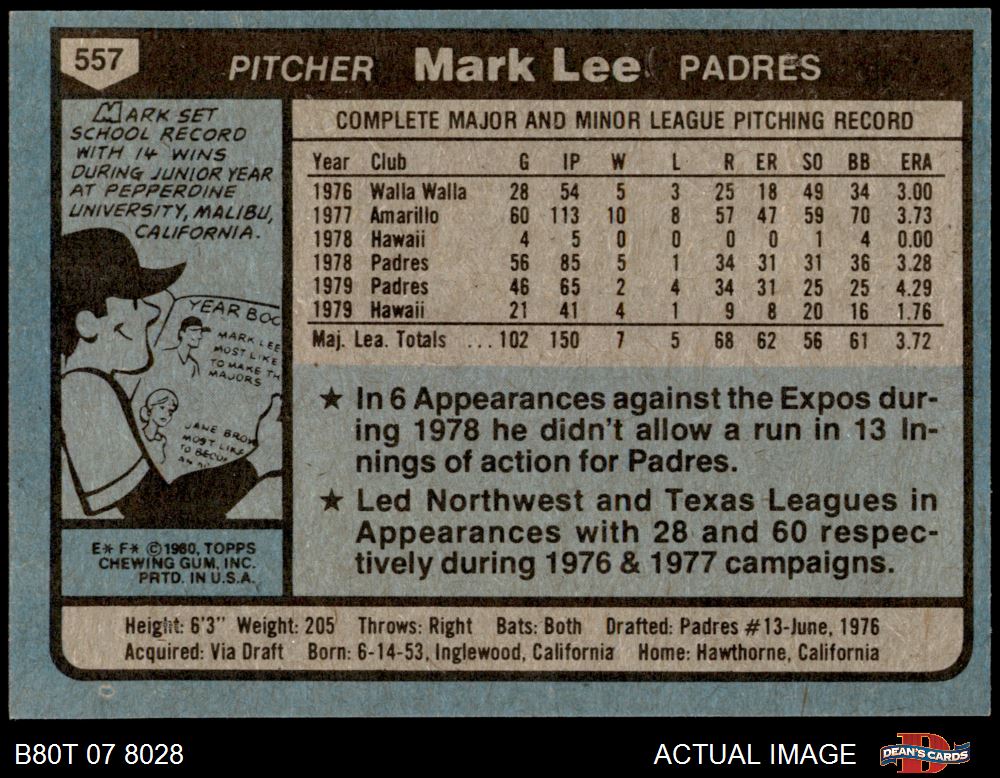 557
PITCHER Mark Lee PADRES
MARK SET
SCHOOL RECORD
WITH 14 WINS
DURING JUNIOR YEAR
AT PEPPERDINE
UNIVERSITY, MALIBU,
CALIFORNIA.
YEAR BOO
MARK LEE
MOST LIKE
TO MAKE TH
MAJORS
JANE BROW
MOST LIKE
TO BECO
AN
E* F* ©1980, TOPPS
CHEWING GUM, INC.
PRTD. IN U.S.A.
COMPLETE MAJOR AND MINOR LEAGUE PITCHING RECORD
Year Club G IP W L R ER SO BB ERA
1976 Walla Walla 28 54 5 3 25 18 49 34 3.00
1977 Amarillo 60 113 10 8 57 47 59 70 3.73
1978 Hawaii 4 5 0 0 0 0 1 4 0.00
1978 Padres 56 85 5 1 34 31 31 36 3.28
1979 Padres 46 65 2 4 34 31 25 25 4.29
1979 Hawaii 21 41 4 1 9 8 20 16 1.76
Maj. Lea. Totals ... 102 150 7 5 68 62 56 61 3.72
★ In 6 Appearances against the Expos dur-
ing 1978 he didn't allow a run in 13 In-
nings of action for Padres.
★ Led Northwest and Texas Leagues in
Appearances with 28 and 60 respec-
tively during 1976 & 1977 campaigns.
Height: 6'3" Weight: 205 Throws: Right Bats: Both Drafted: Padres #13-June, 1976
Acquired: Via Draft Born: 6-14-53, Inglewood, California Home: Hawthorne, California
B80T 07 8028
ACTUAL IMAGE
DEAN'S CARDS